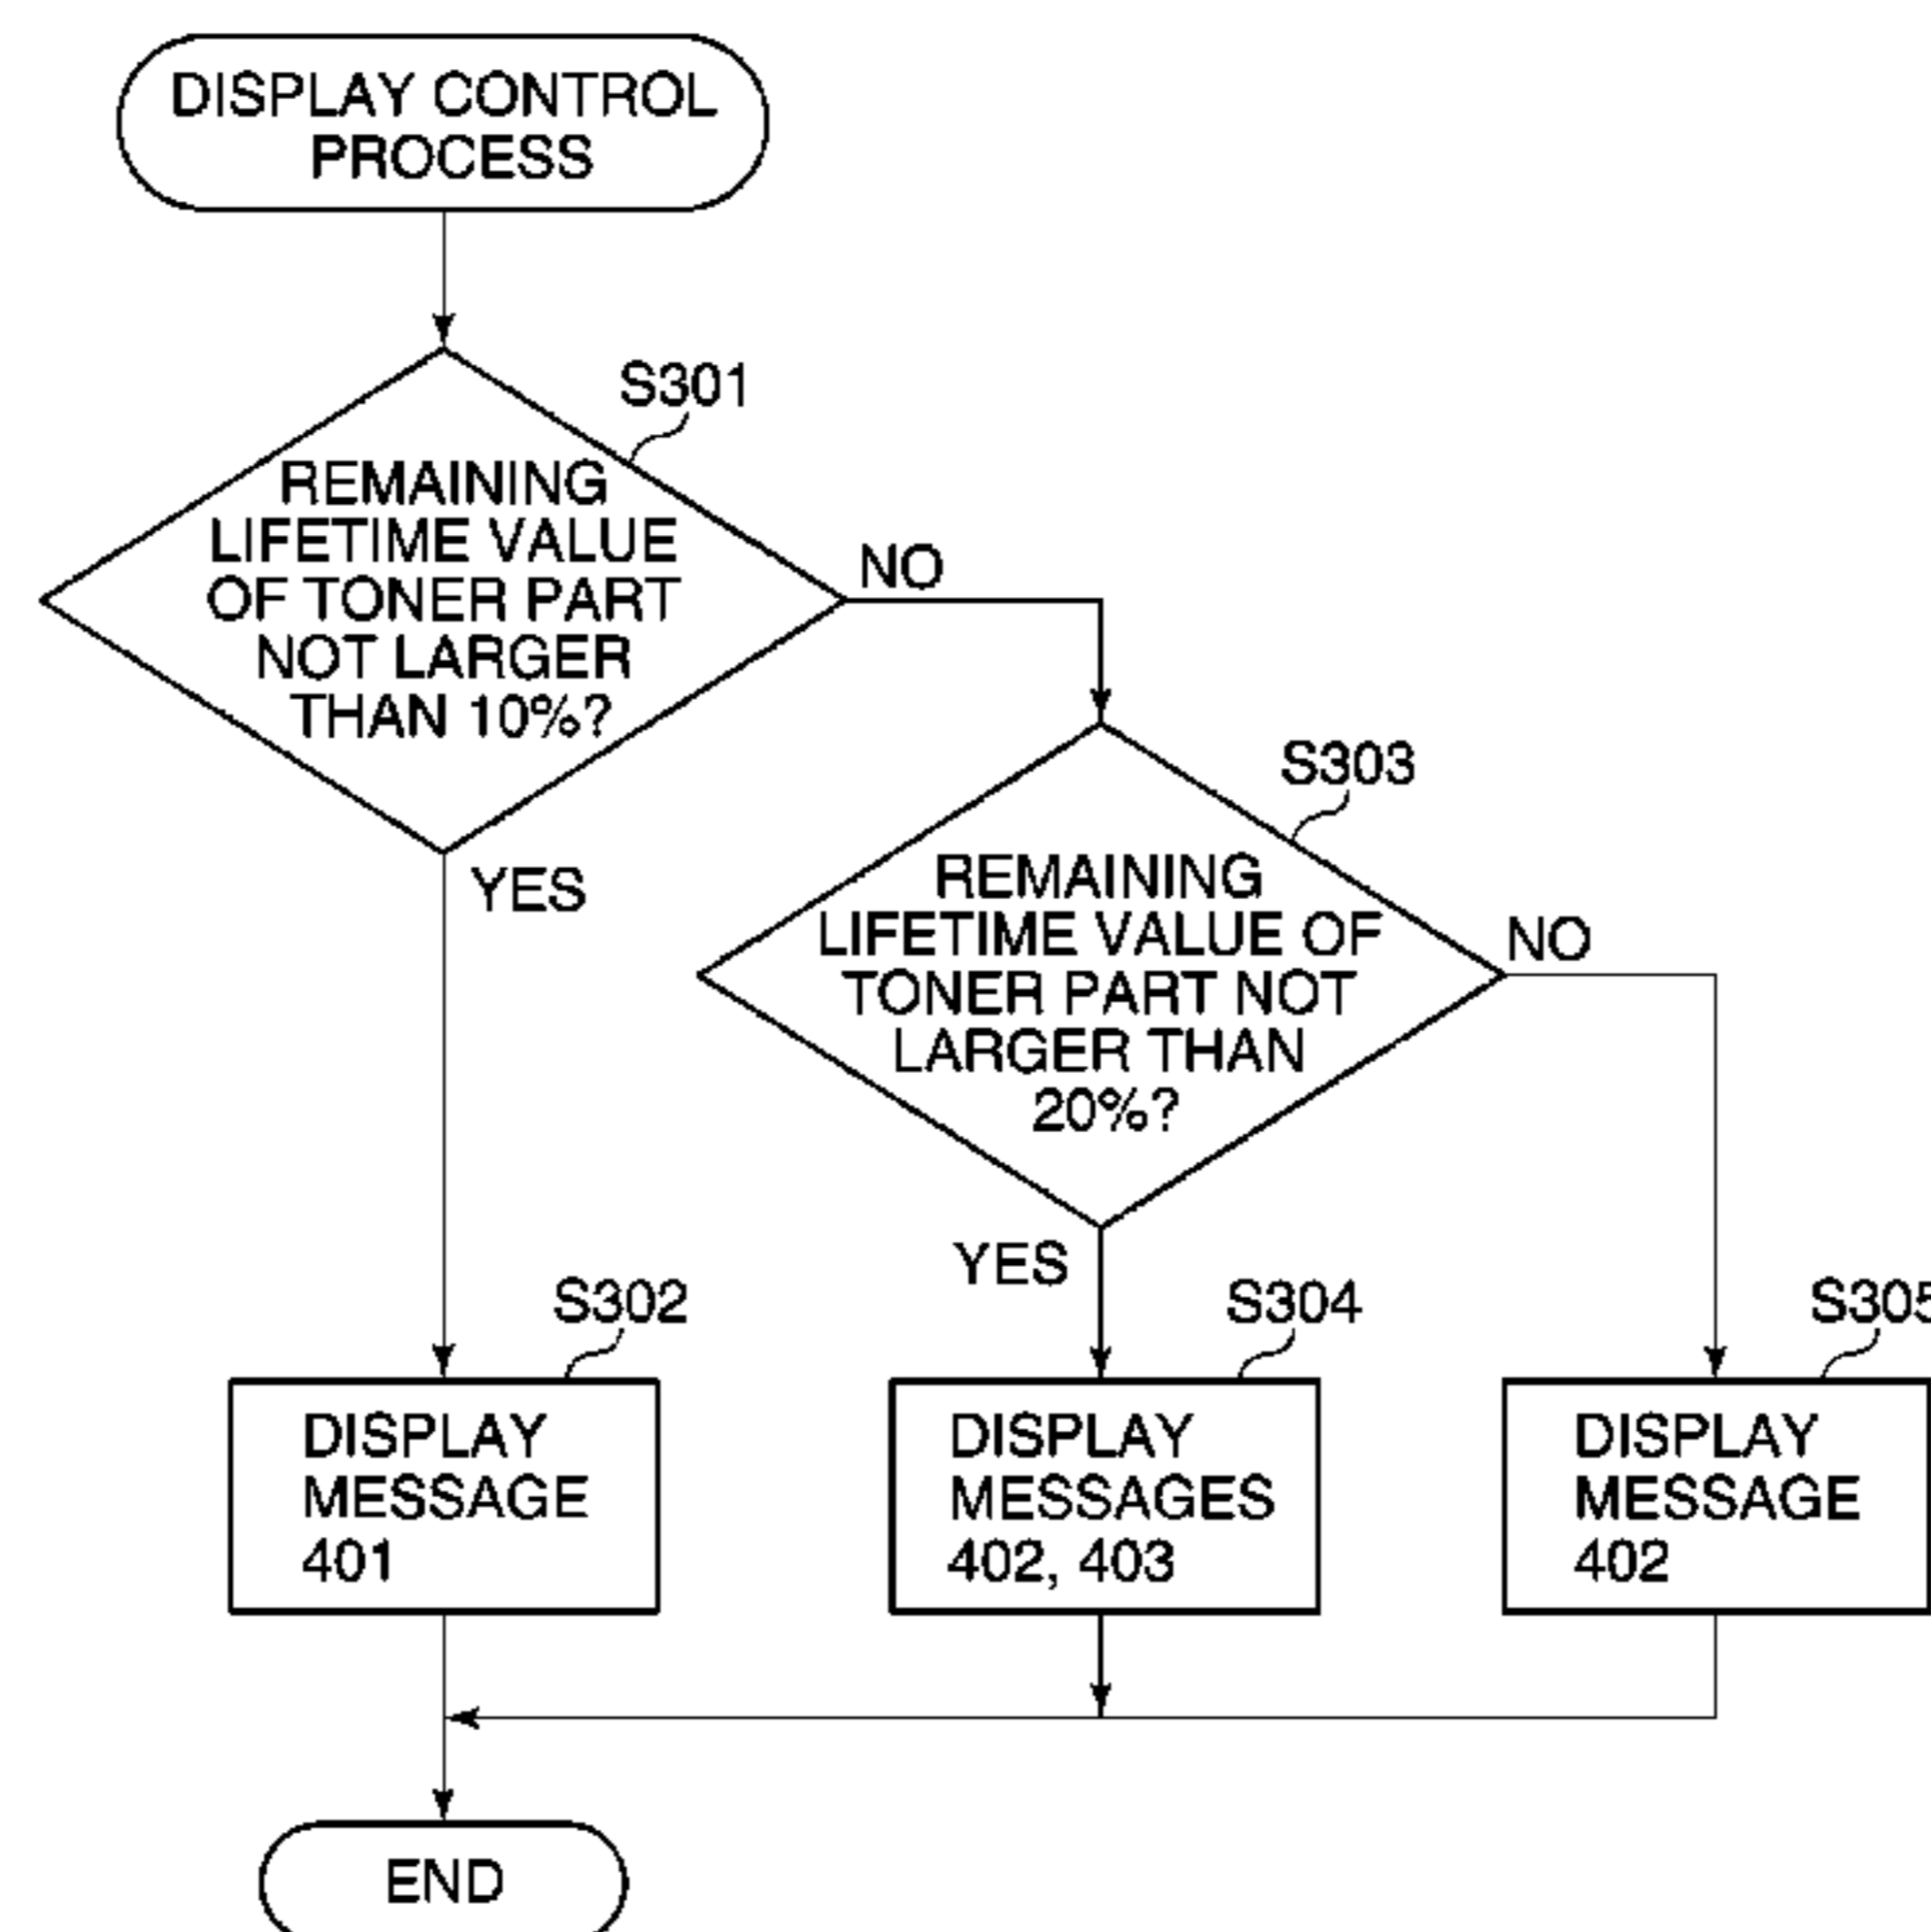 DISPLAY CONTROL
PROCESS
S301
REMAINING
LIFETIME VALUE
OF TONER PART
NOT LARGER
THAN 10%?
NO
YES
S303
REMAINING
LIFETIME VALUE OF
TONER PART NOT
LARGER THAN
20%?
NO
YES
S302
DISPLAY
MESSAGE
401
S304
DISPLAY
MESSAGES
402, 403
S305
DISPLAY
MESSAGE
402
END